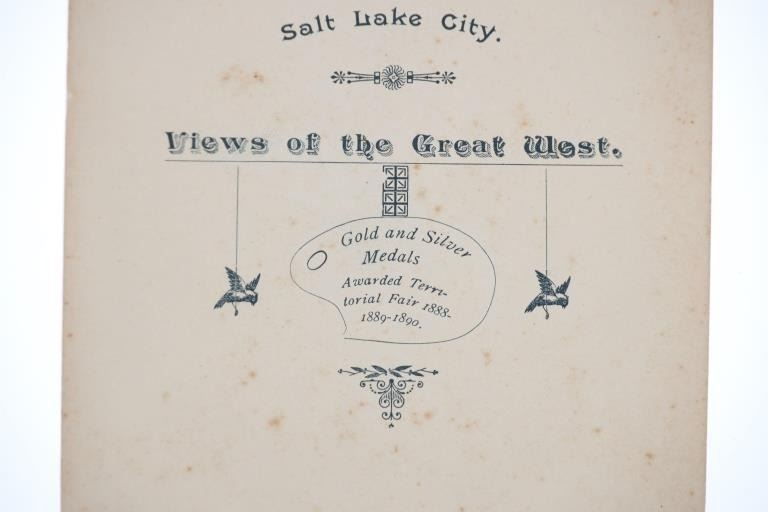 Salt Lake City.
Views of the Great West.
Gold and Silver
Medals
Awarded Terri-
torial Fair 1888-
1889-1890.